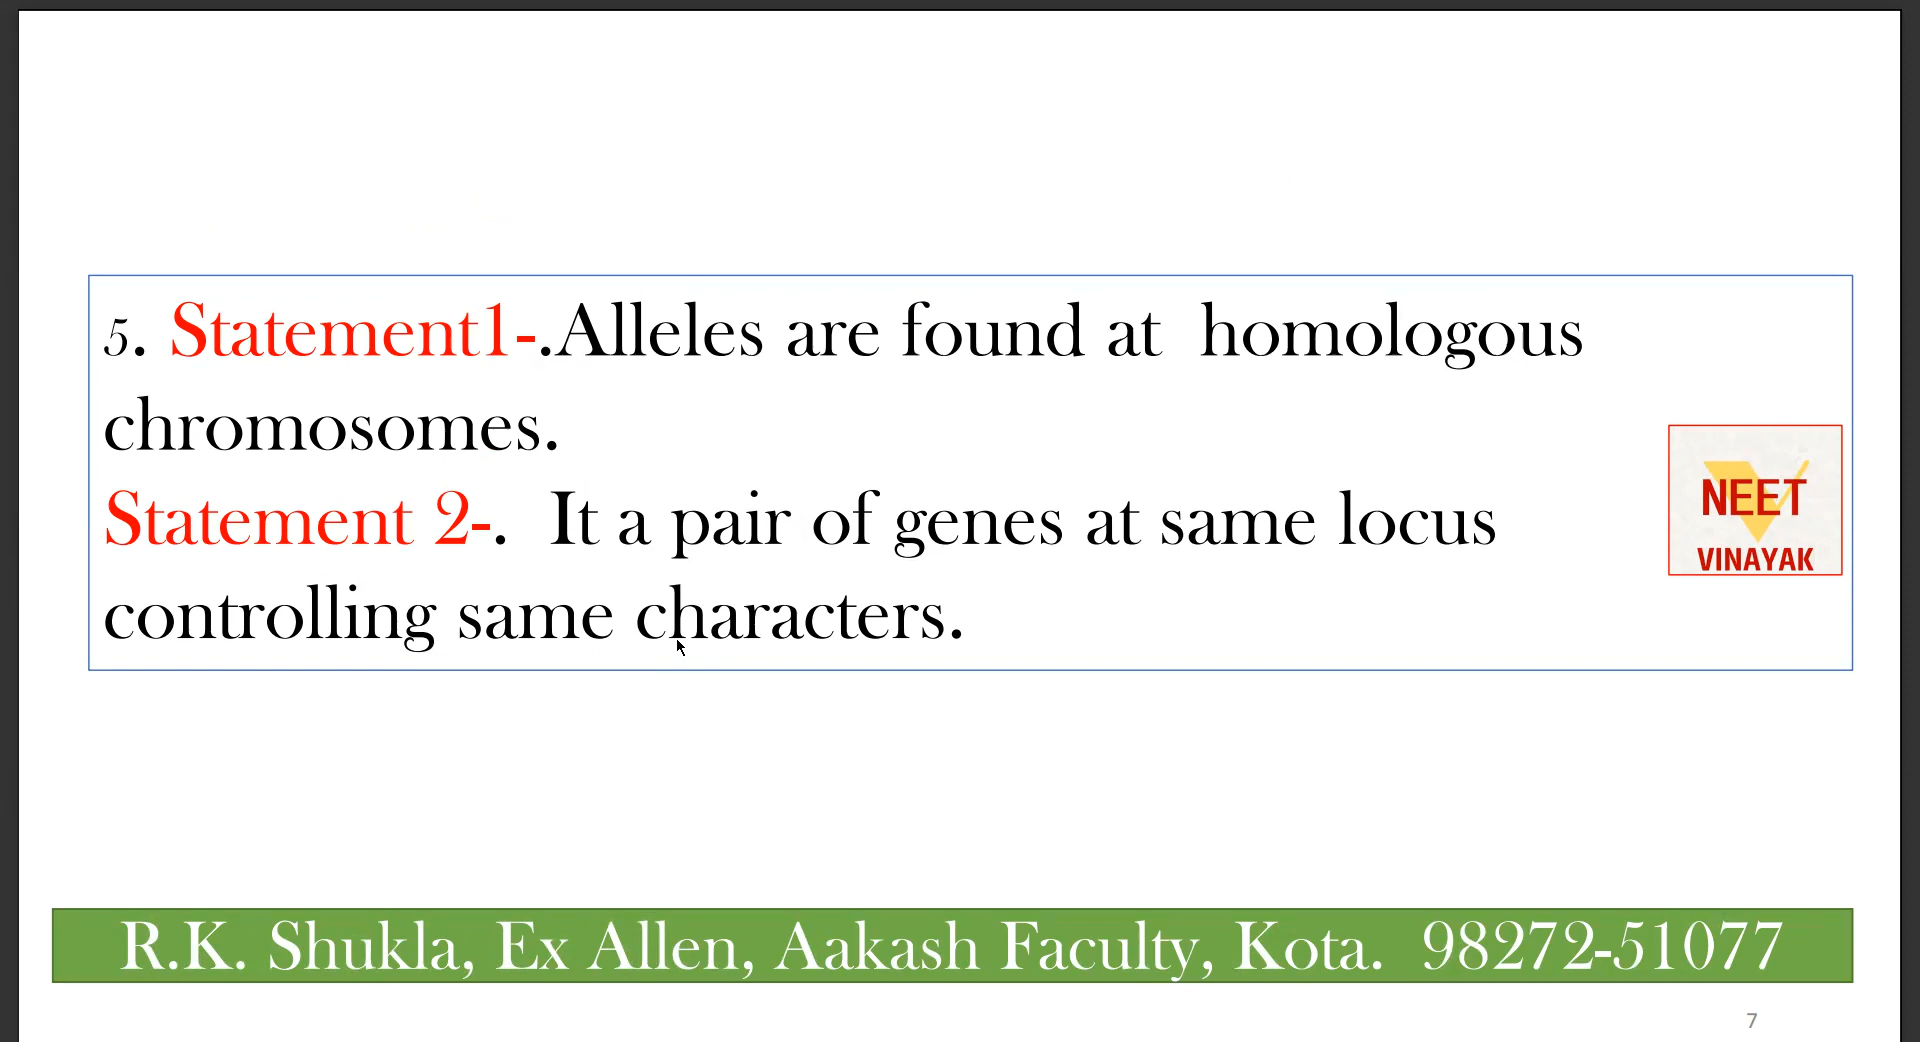 5. Statement1-.Alleles are found at homologous
chromosomes.
Statement 2-. It a pair of genes at same locus
controlling same characters.
NEET
VINAYAK
R.K. Shukla, Ex Allen, Aakash Faculty, Kota. 98272-51077
7